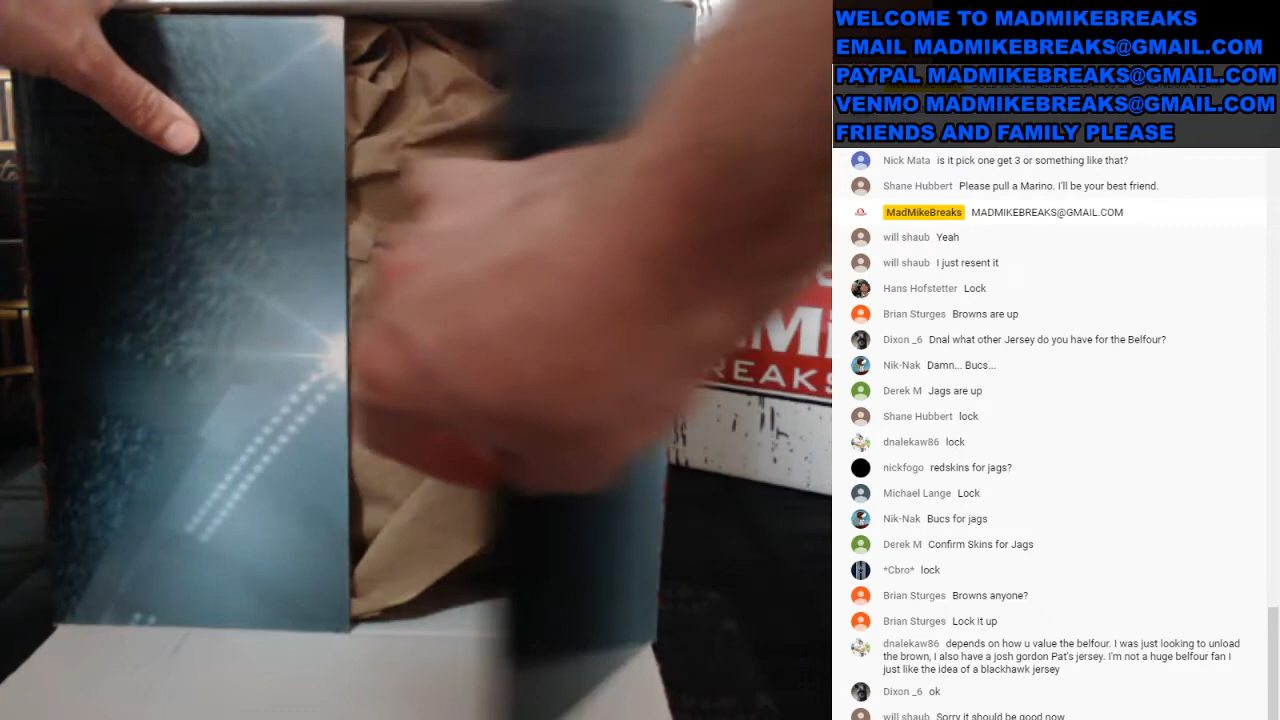 WELCOME TO MADMIKEBREAKS
EMAIL MADMIKEBREAKS@GMAIL.COM
PAYPAL MADMIKEBREAKS@GMAIL.COM
VENMO MADMIKEBREAKS@GMAIL.COM
FRIENDS AND FAMILY PLEASE
Nick Mata is it pick one get 3 or something like that?
Shane Hubbert Please pull a Marino. I'll be your best friend.
MadMikeBreaks MADMIKEBREAKS@GMAIL.COM
will shaub Yeah
will shaub I just resent it
Hans Hofstetter Lock
Brian Sturges Browns are up
Dixon _6 Dnal what other Jersey do you have for the Belfour?
Nik-Nak Damn... Bucs...
Derek M Jags are up
Shane Hubbert lock
dnalekaw86 lock
nickfogo redskins for jags?
Michael Lange Lock
Nik-Nak Bucs for jags
Derek M Confirm Skins for Jags
*Cbro* lock
Brian Sturges Browns anyone?
Brian Sturges Lock it up
dnalekaw86 depends on how u value the belfour. I was just looking to unload
the brown, I also have a josh gordon Pat's jersey. I'm not a huge belfour fan I
just like the idea of a blackhawk jersey
Dixon _6 ok
will shaub Sorry it should be good now
REAKS